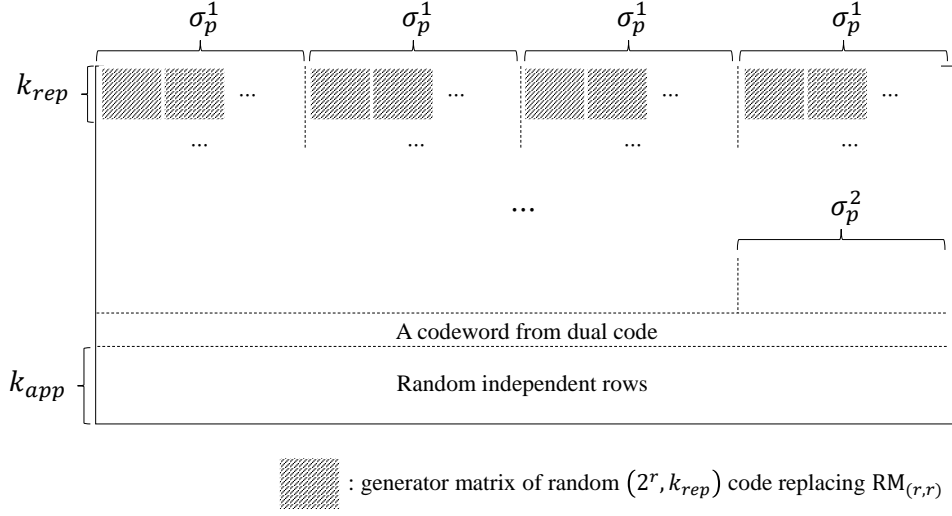 σ_p^1 σ_p^1 σ_p^1 σ_p^1
k_rep
... ... ... ...
... ... ... ...
...
σ_p^2
A codeword from dual code
k_app Random independent rows
: generator matrix of random (2^r, k_rep) code replacing RM_(r,r)